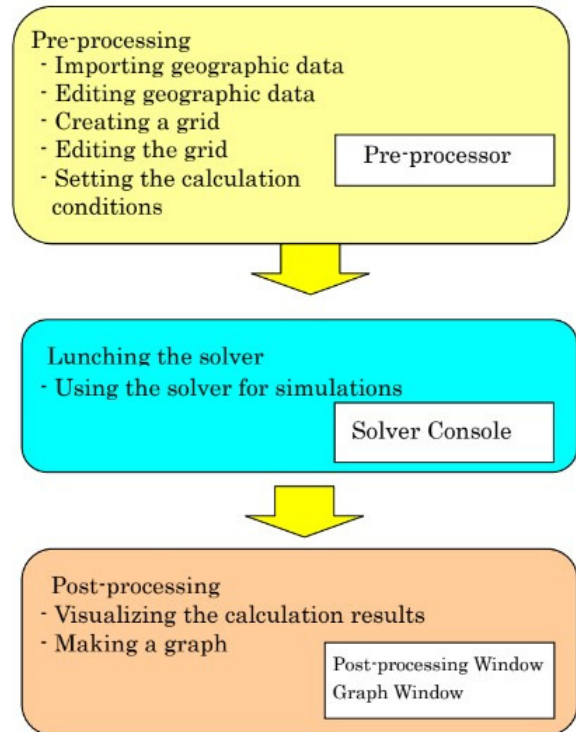 Pre-processing
- Importing geographic data
- Editing geographic data
- Creating a grid
- Editing the grid
- Setting the calculation
conditions
Pre-processor
Lunching the solver
- Using the solver for simulations
Solver Console
Post-processing
- Visualizing the calculation results
- Making a graph
Post-processing Window
Graph Window